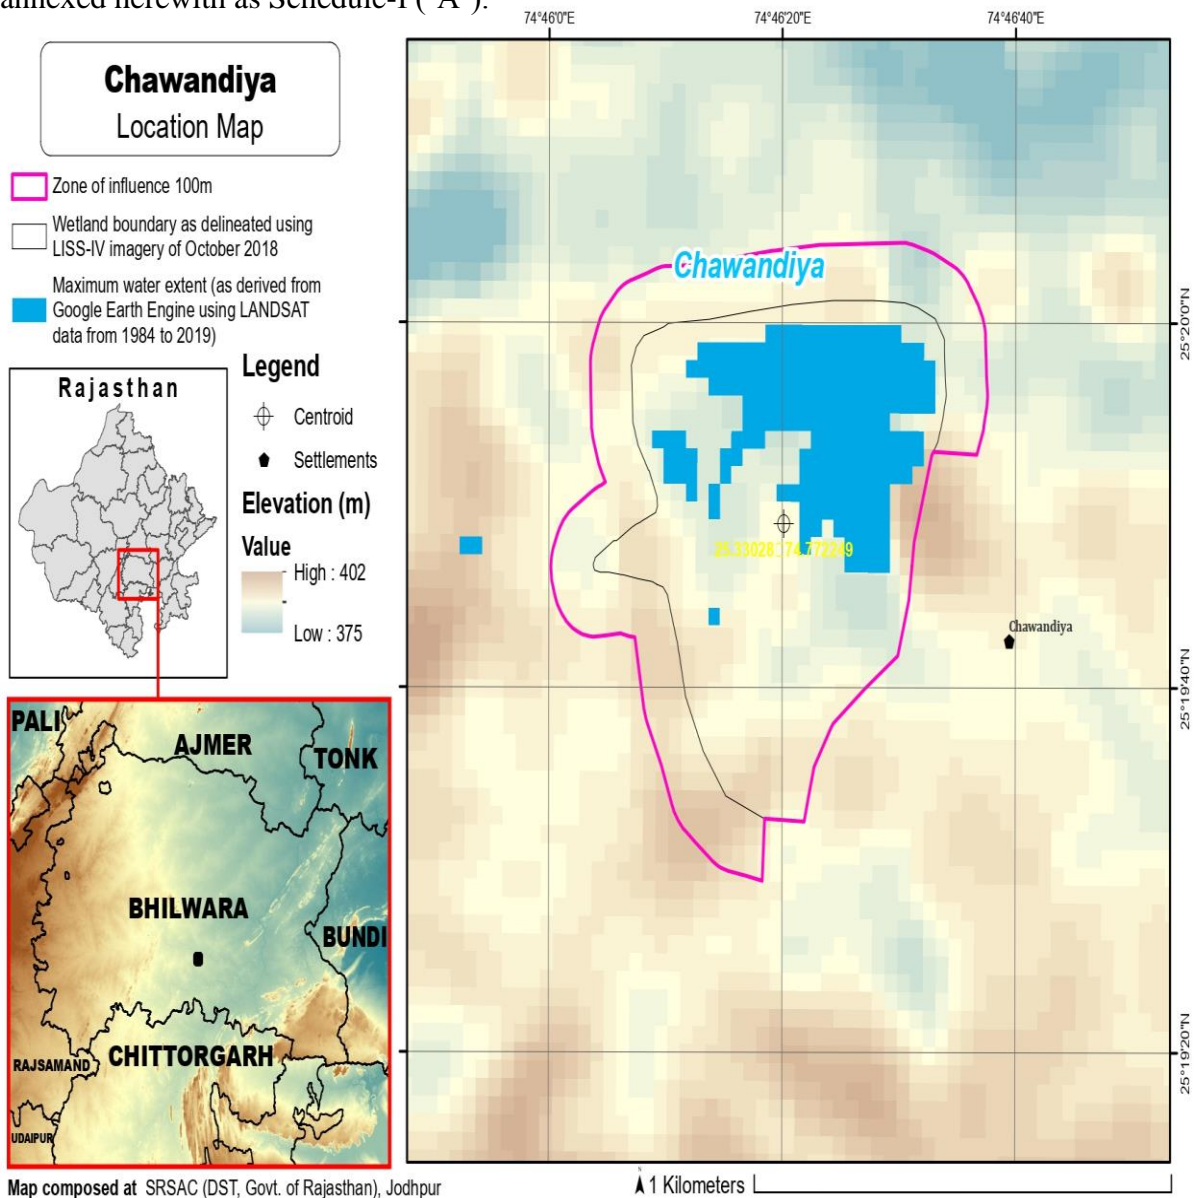 annexed herewith as Schedule-I ("A").
Chawandiya
Location Map
Zone of influence 100m
Wetland boundary as delineated using
LISS-IV imagery of October 2018
Maximum water extent (as derived from
Google Earth Engine using LANDSAT
data from 1984 to 2019)
Rajasthan
Legend
Centroid
Settlements
Elevation (m)
Value
High : 402
Low : 375
PALI
AJMER
TONK
BHILWARA
BUNDI
RAJSAMAND
CHITTORGARH
UDAIPUR
74°46'0"E
74°46'20"E
74°46'40"E
Chawandiya
25°20'0"N
25.33028 74.772249
Chawandiya
25°19'40"N
25°19'20"N
Map composed at SRSAC (DST, Govt. of Rajasthan), Jodhpur
N
1 Kilometers